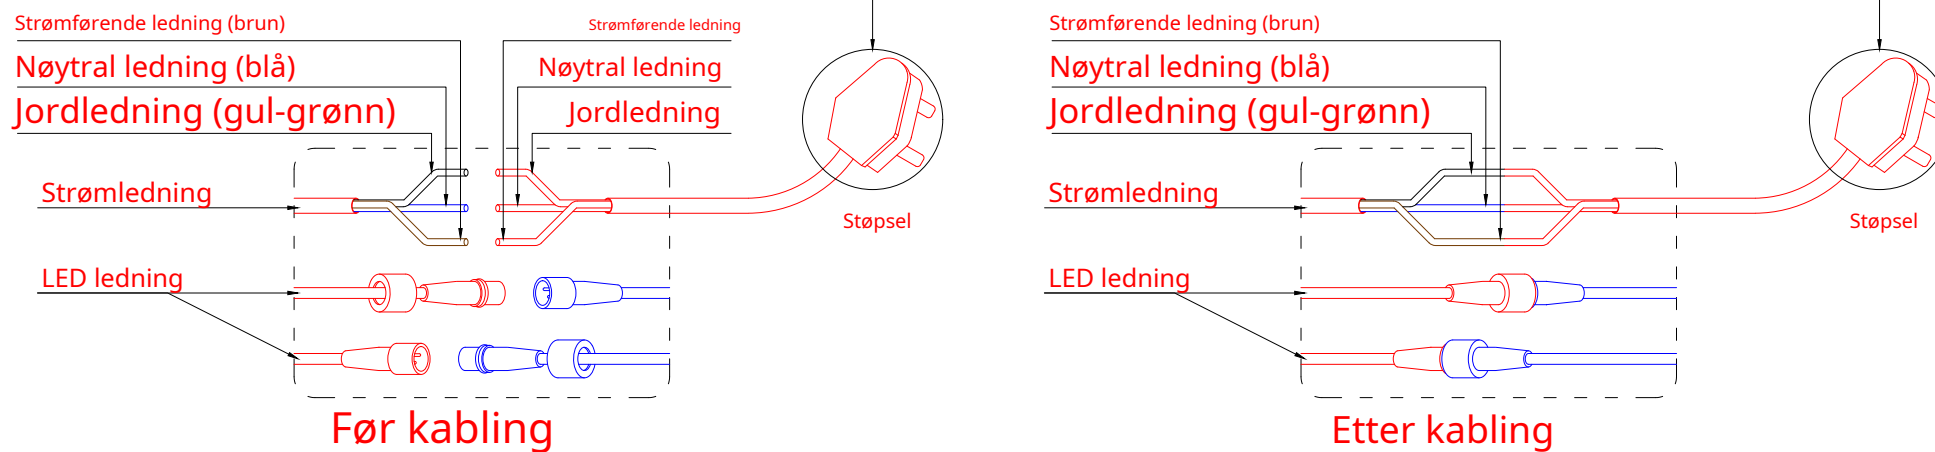 Strømførende ledning (brun)
Nøytral ledning (blå)
Jordledning (gul-grønn)
Strømførende ledning
Nøytral ledning
Jordledning
Strømledning
LED ledning
Støpsel
Før kabling
Strømførende ledning (brun)
Nøytral ledning (blå)
Jordledning (gul-grønn)
Strømledning
LED ledning
Støpsel
Etter kabling